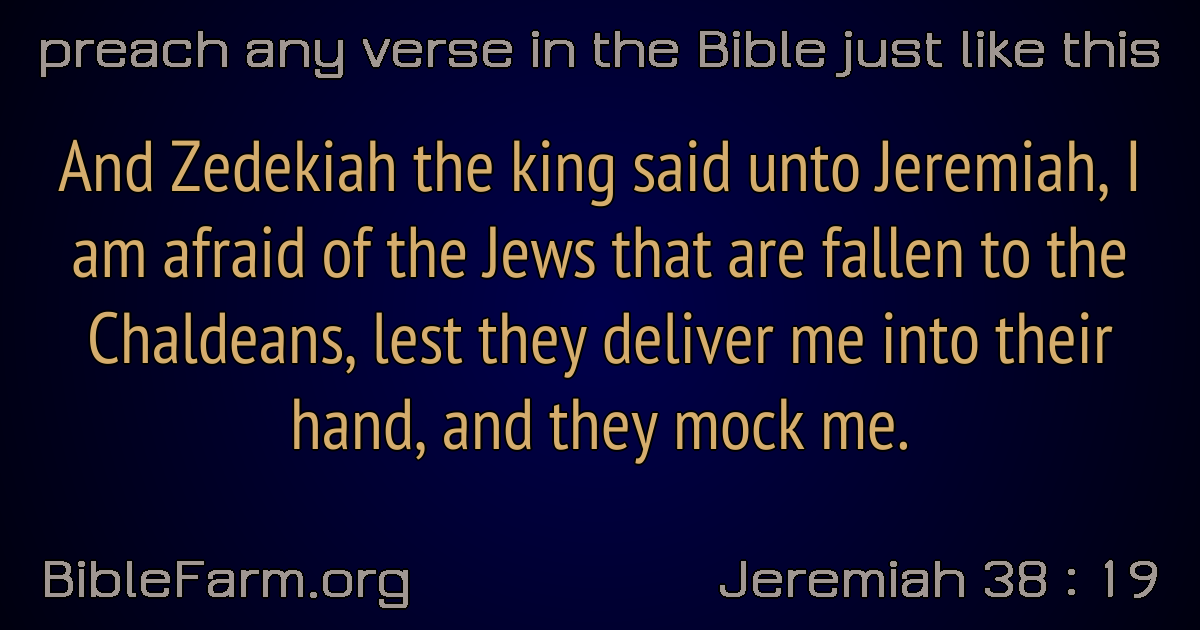 preach any verse in the Bible just like this
And Zedekiah the king said unto Jeremiah, I
am afraid of the Jews that are fallen to the
Chaldeans, lest they deliver me into their
hand, and they mock me.
BibleFarm.org
Jeremiah 38 : 19